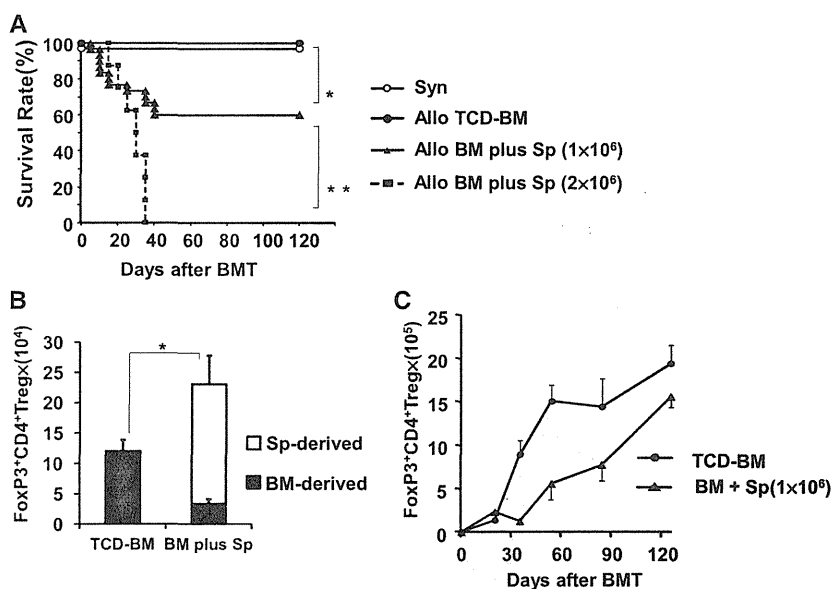 A
Survival Rate(%)
100
80
60
40
20
0
0 20 40 60 80 100 120
Days after BMT
*
* *
Syn
Allo TCD-BM
Allo BM plus Sp (1×10⁶)
Allo BM plus Sp (2×10⁶)
B
FoxP3⁺CD4⁺Treg×(10⁴)
30
25
20
15
10
5
0
*
TCD-BM BM plus Sp
Sp-derived
BM-derived
C
FoxP3⁺CD4⁺Treg×(10⁵)
25
20
15
10
5
0
0 30 60 90 120
Days after BMT
TCD-BM
BM + Sp(1×10⁶)